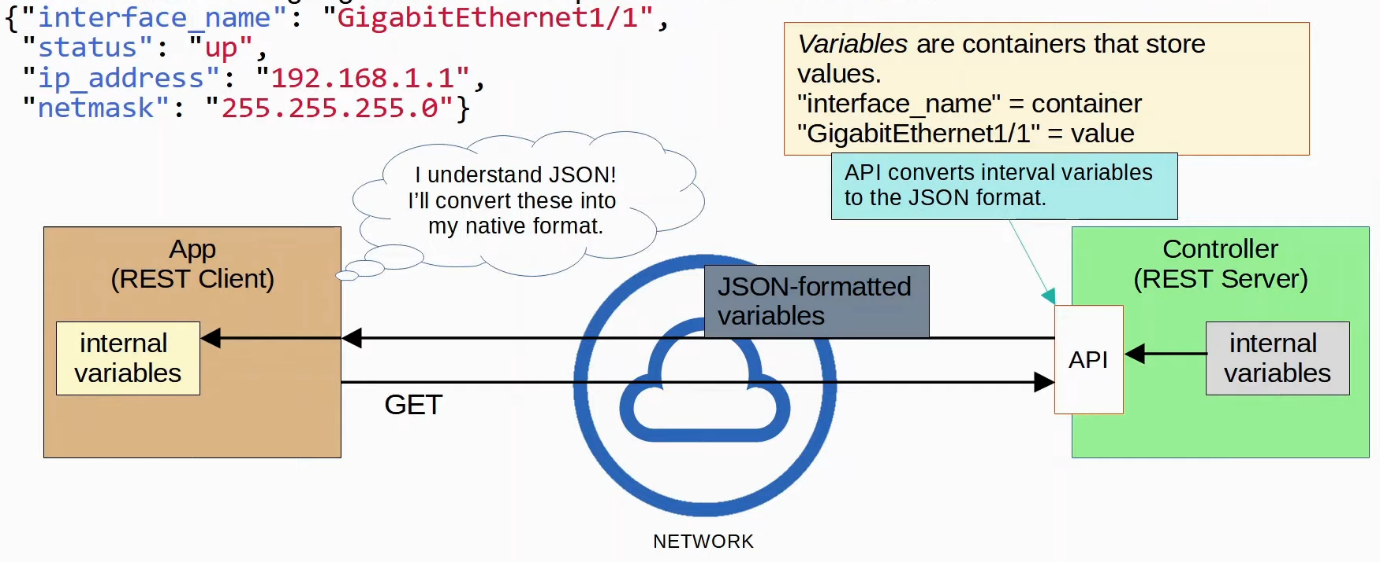 {"interface_name": "GigabitEthernet1/1",
"status": "up",
"ip_address": "192.168.1.1",
"netmask": "255.255.255.0"}
Variables are containers that store
values.
"interface_name" = container
"GigabitEthernet1/1" = value
API converts interval variables
to the JSON format.
I understand JSON!
I'll convert these into
my native format.
App
(REST Client)
internal
variables
GET
JSON-formatted
variables
NETWORK
Controller
(REST Server)
API
internal
variables